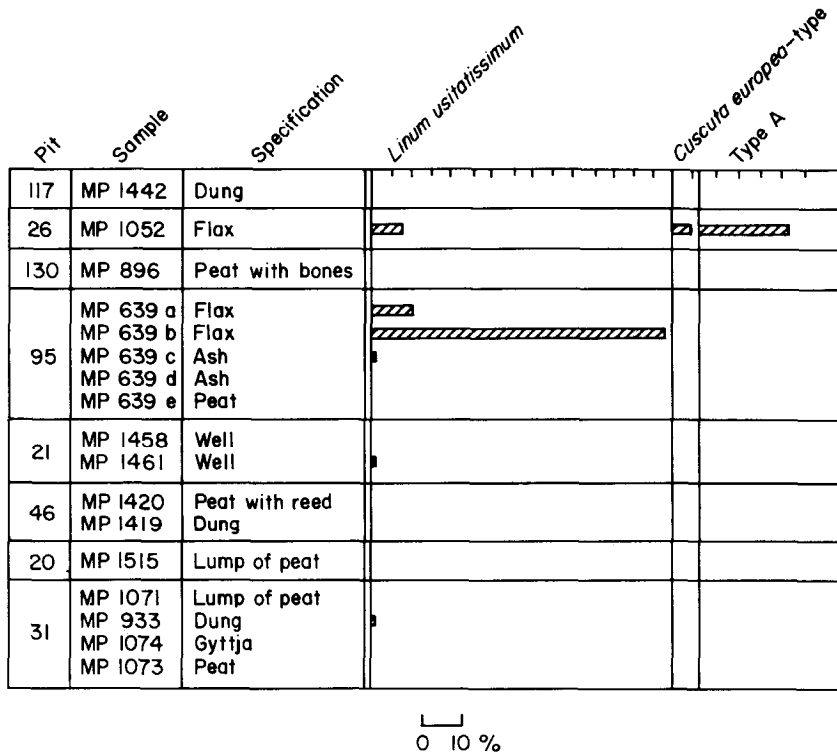 Pit Sample Specification Linum usitatissimum Cuscuta europea-type Type A
117 MP 1442 Dung
26 MP 1052 Flax
130 MP 896 Peat with bones
95
MP 639 a Flax
MP 639 b Flax
MP 639 c Ash
MP 639 d Ash
MP 639 e Peat
21
MP 1458 Well
MP 1461 Well
46
MP 1420 Peat with reed
MP 1419 Dung
20 MP 1515 Lump of peat
31
MP 1071 Lump of peat
MP 933 Dung
MP 1074 Gyttja
MP 1073 Peat
0 10 %